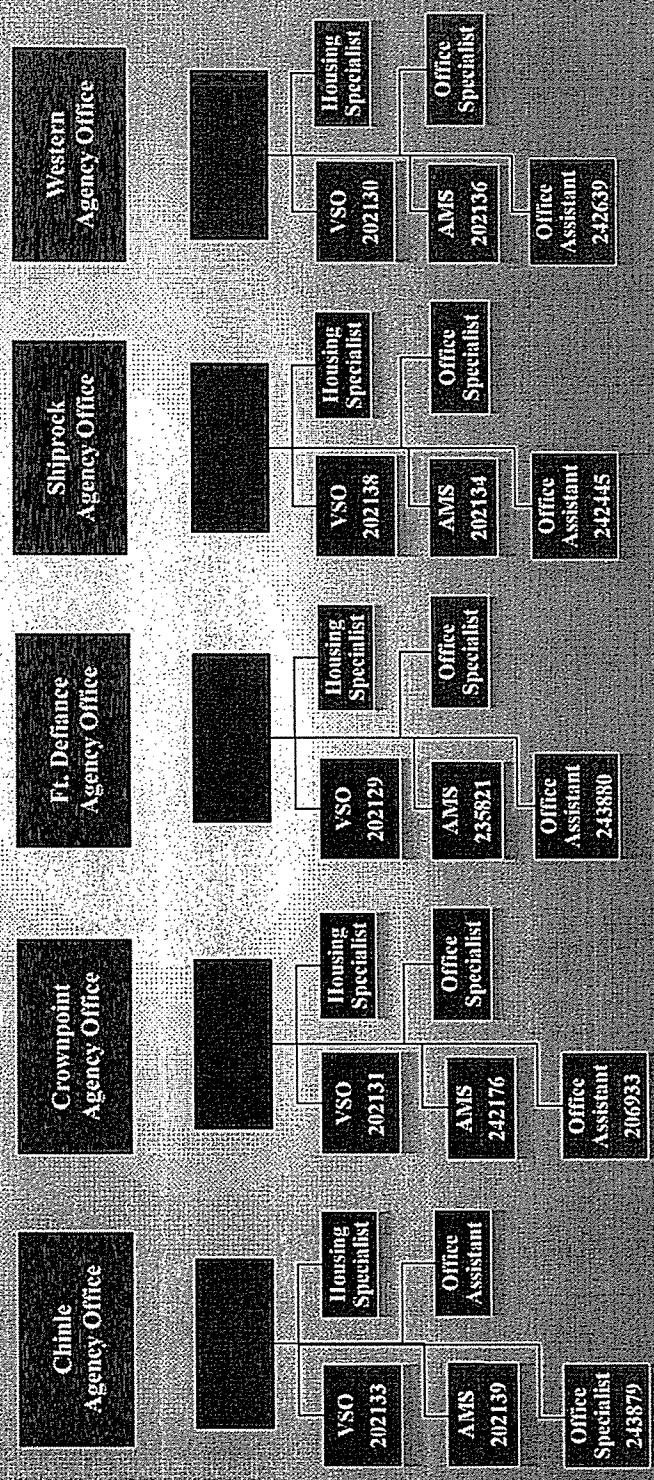 Chinle
Agency Office
VSO
202133
Housing
Specialist
AMS
202139
Office
Assistant
Office
Specialist
243879
Crownpoint
Agency Office
VSO
202131
Housing
Specialist
AMS
242176
Office
Specialist
Office
Assistant
206933
Ft. Defiance
Agency Office
VSO
202129
Housing
Specialist
AMS
235821
Office
Specialist
Office
Assistant
243880
Shiprock
Agency Office
VSO
202138
Housing
Specialist
AMS
202134
Office
Specialist
Office
Assistant
242445
Western
Agency Office
VSO
202130
Housing
Specialist
AMS
202136
Office
Specialist
Office
Assistant
242639